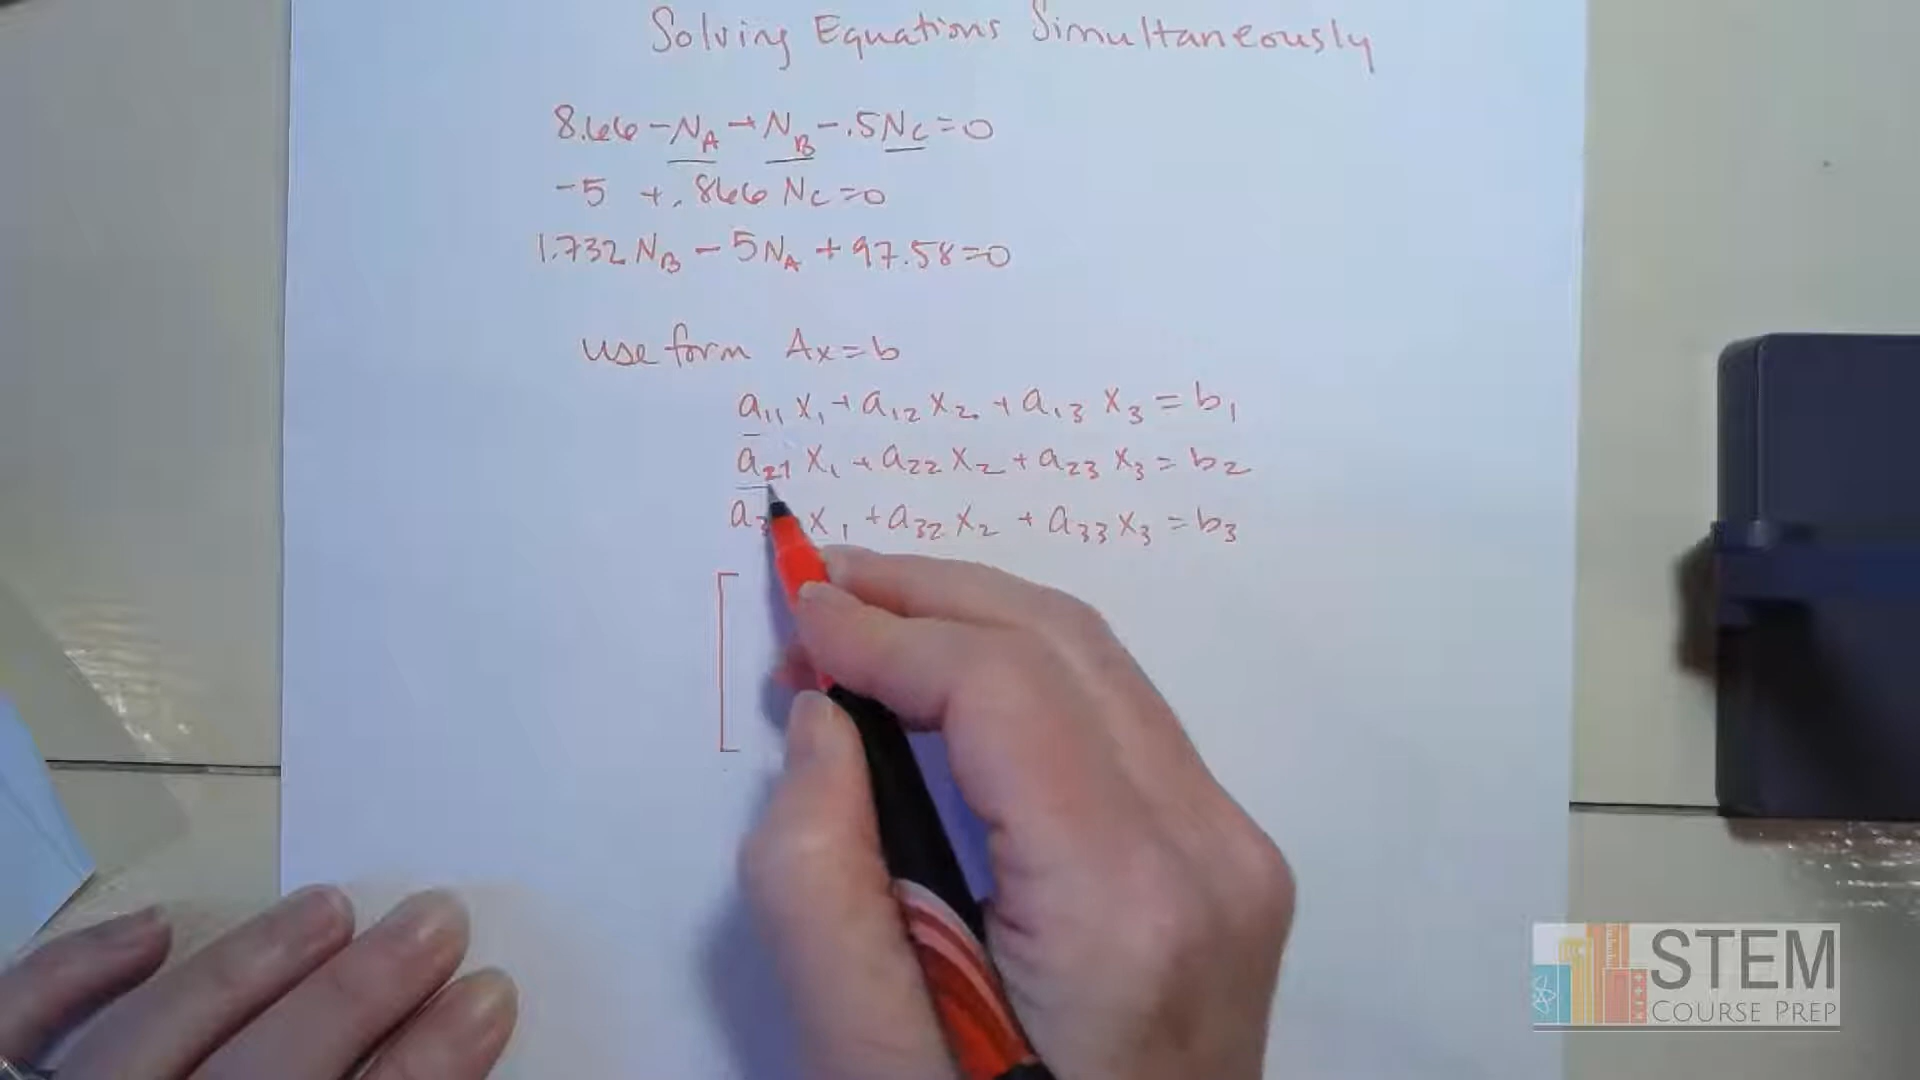 Solving Equations Simultaneously
8.66 - NA + NB - .5NC = 0
-5 + .866 NC = 0
1.732 NB - 5NA + 97.58 = 0
use form Ax = b
a11 x1 + a12 x2 + a13 x3 = b1
a21 x1 + a22 x2 + a23 x3 = b2
a3 x1 + a32 x2 + a33 x3 = b3
[
STEM
COURSE PREP